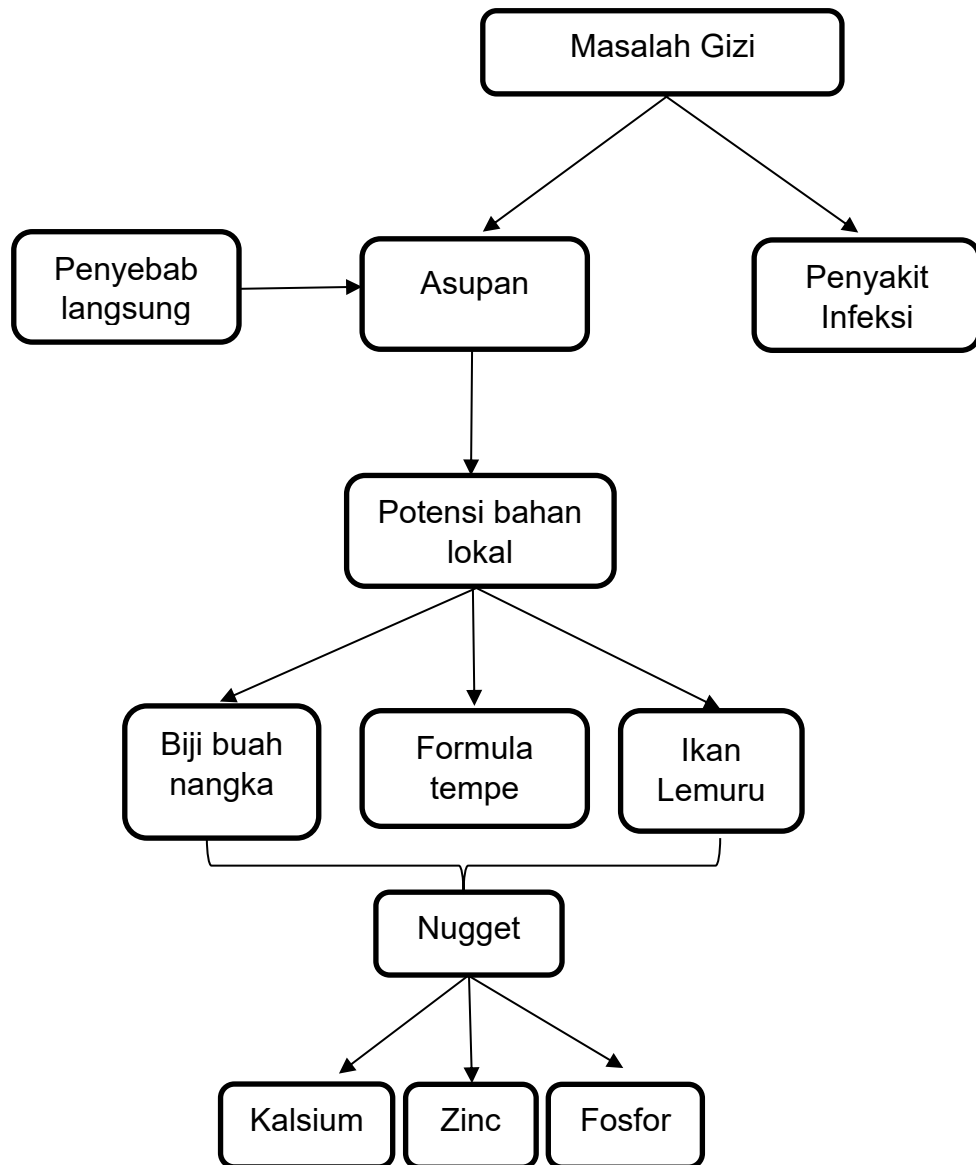 Masalah Gizi
Penyebab
langsung
Asupan
Penyakit
Infeksi
Potensi bahan
lokal
Biji buah
nangka
Formula
tempe
Ikan
Lemuru
Nugget
Kalsium
Zinc
Fosfor